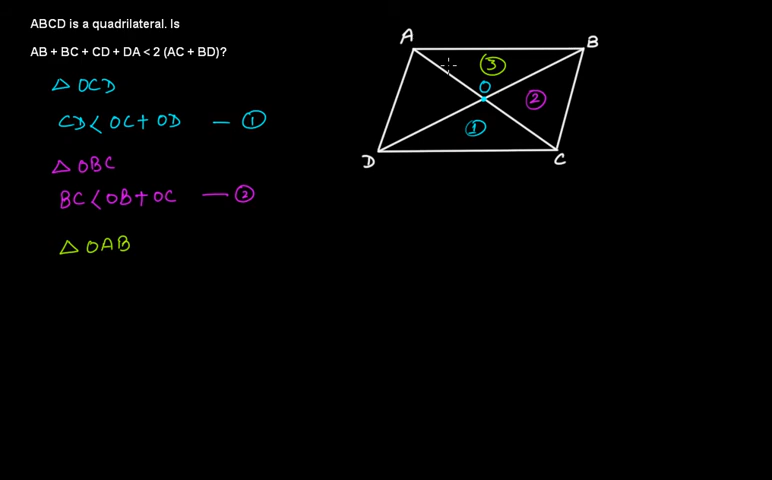 ABCD is a quadrilateral. Is
AB + BC + CD + DA < 2 (AC + BD)?
△ OCD
CD < OC + OD — ①
△ OBC
BC < OB + OC — ②
△ OAB
A
B
③
O
②
①
D
C